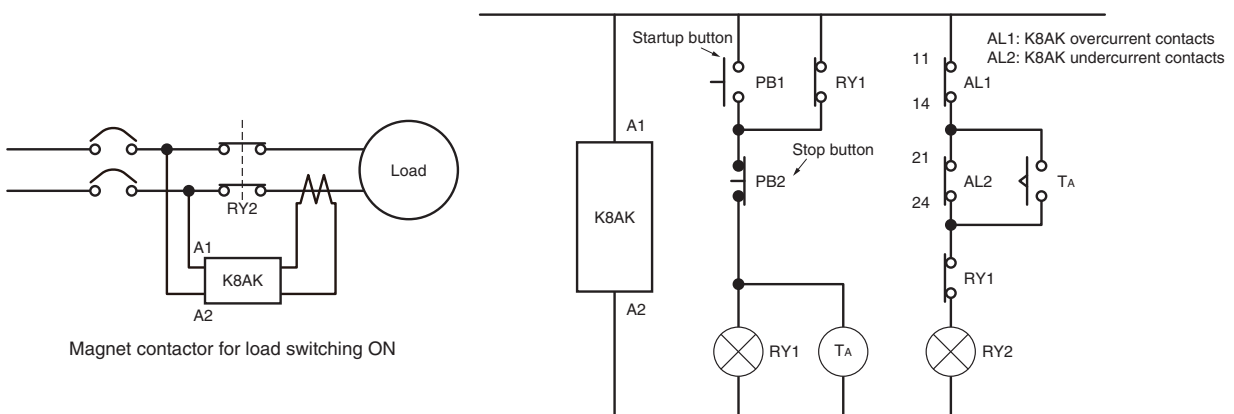 Load
RY2
A1
K8AK
A2
Magnet contactor for load switching ON
A1
K8AK
A2
Startup button
PB1
RY1
Stop button
PB2
RY1
TA
11
AL1
14
21
AL2
24
TA
RY1
RY2
AL1: K8AK overcurrent contacts
AL2: K8AK undercurrent contacts